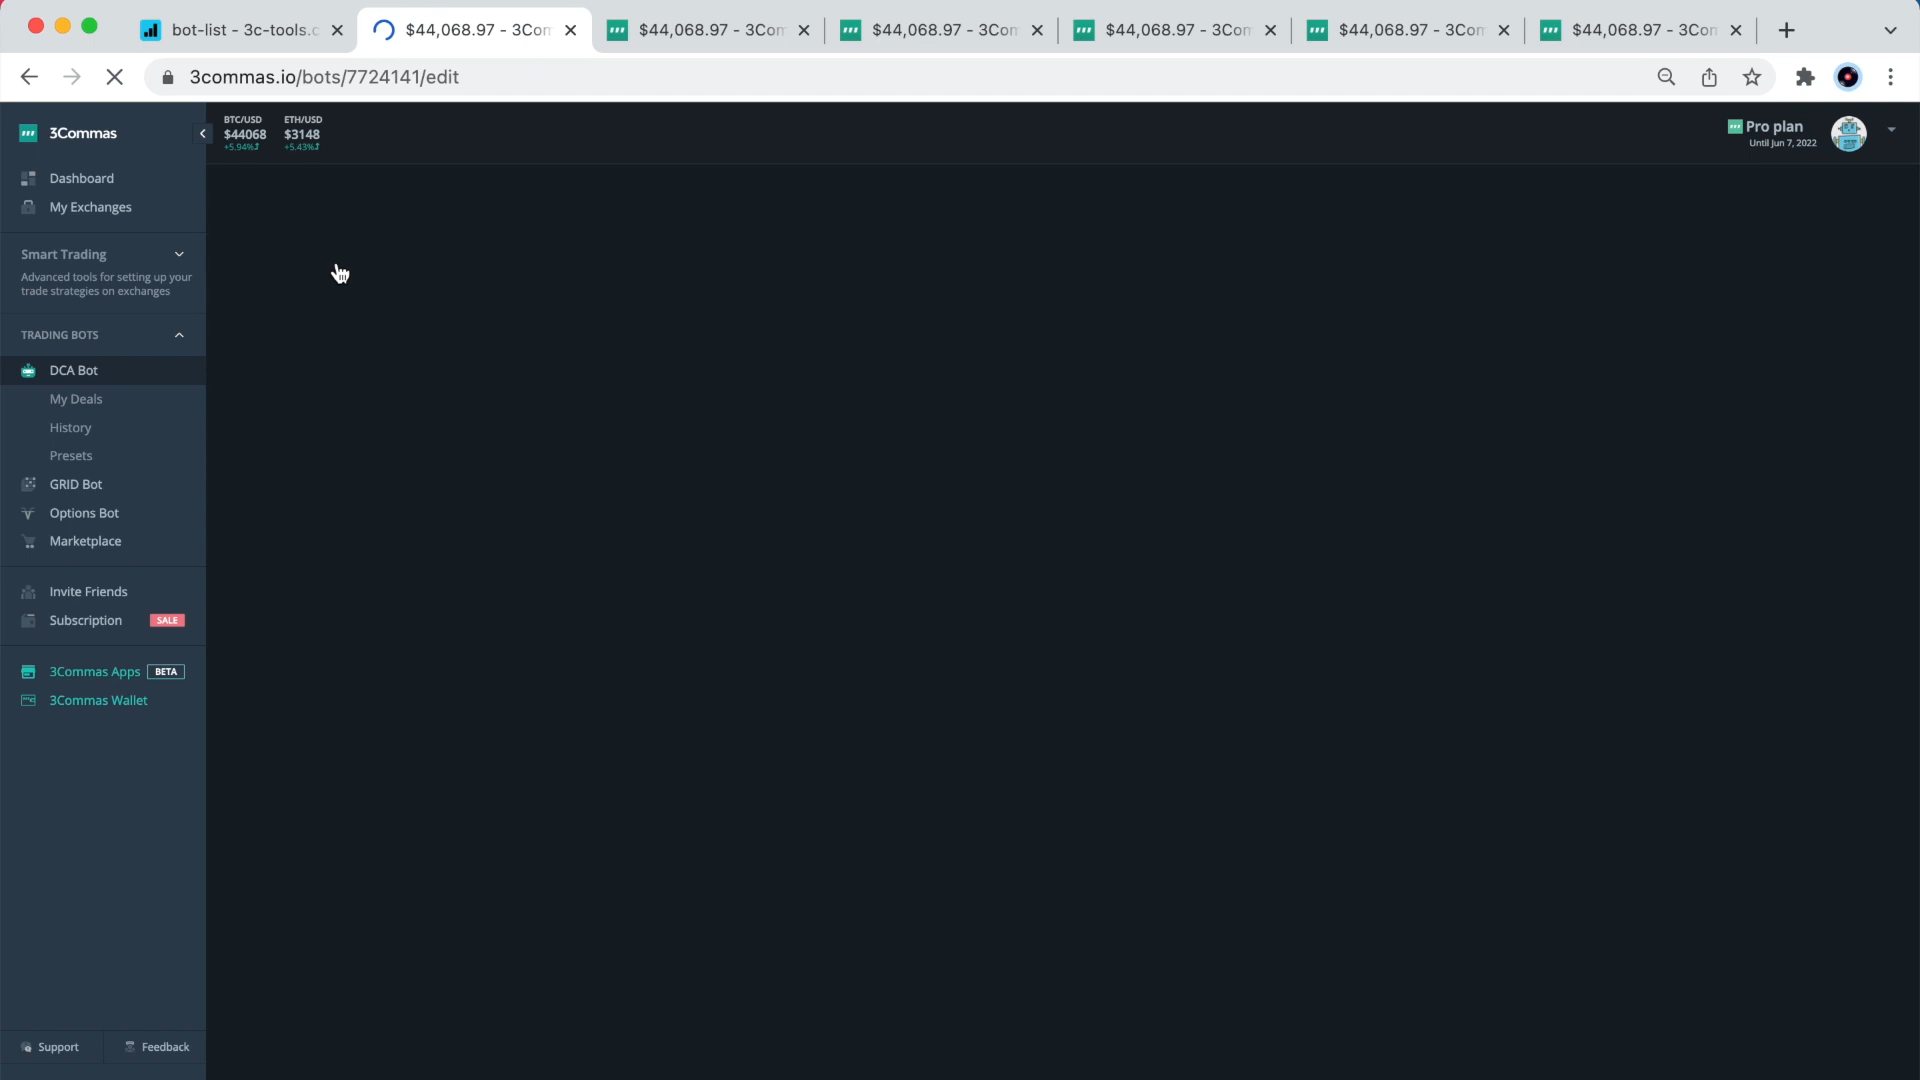 bot-list - 3c-tools.c
$44,068.97 - 3Com
$44,068.97 - 3Com
$44,068.97 - 3Com
$44,068.97 - 3Com
$44,068.97 - 3Com
$44,068.97 - 3Com
3commas.io/bots/7724141/edit
3Commas
BTC/USD
$44068
+5.94%
ETH/USD
$3148
+5.43%
Pro plan
Until Jun 7, 2022
Dashboard
My Exchanges
Smart Trading
Advanced tools for setting up your
trade strategies on exchanges
TRADING BOTS
DCA Bot
My Deals
History
Presets
GRID Bot
Options Bot
Marketplace
Invite Friends
Subscription SALE
3Commas Apps BETA
3Commas Wallet
Support
Feedback